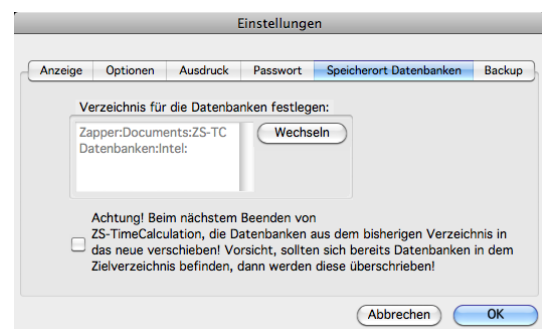 Einstellungen
Anzeige Optionen Ausdruck Passwort Speicherort Datenbanken Backup
Verzeichnis für die Datenbanken festlegen:
Zapper:Documents:ZS-TC
Datenbanken:Intel:
Wechseln
Achtung! Beim nächstem Beenden von
ZS-TimeCalculation, die Datenbanken aus dem bisherigen Verzeichnis in
das neue verschieben! Vorsicht, sollten sich bereits Datenbanken in dem
Zielverzeichnis befinden, dann werden diese überschrieben!
Abbrechen OK